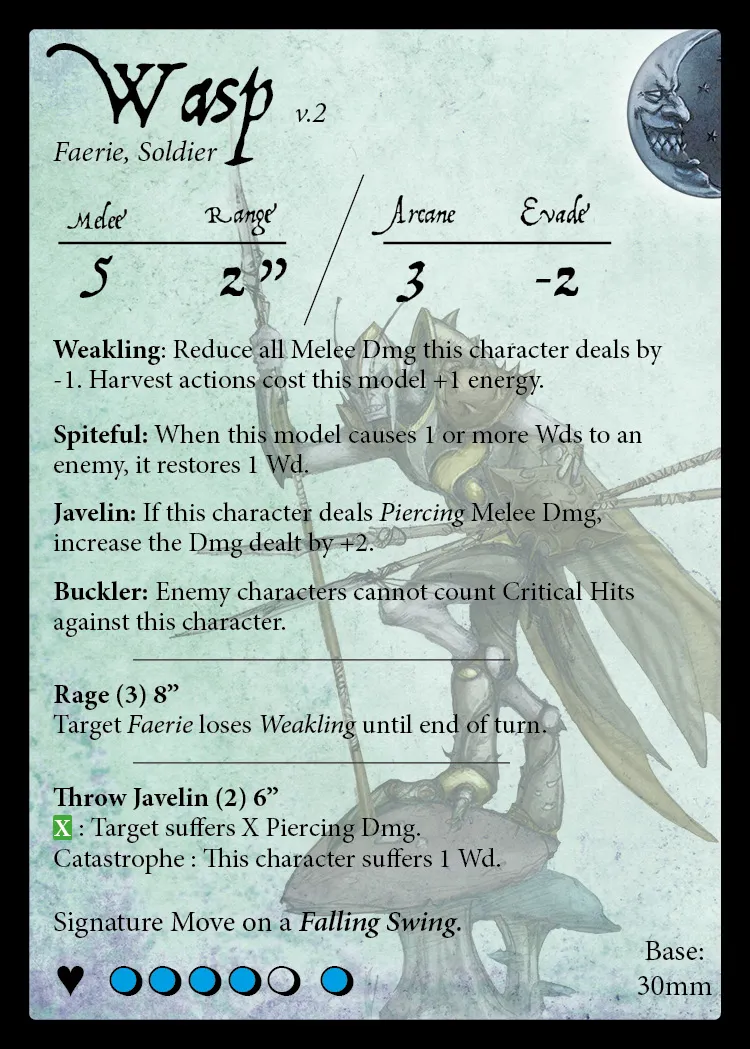 Wasp v.2
Faerie, Soldier
Melee Range Arcane Evade
5 2” 3 -2
Weakling: Reduce all Melee Dmg this character deals by
-1. Harvest actions cost this model +1 energy.
Spiteful: When this model causes 1 or more Wds to an
enemy, it restores 1 Wd.
Javelin: If this character deals Piercing Melee Dmg,
increase the Dmg dealt by +2.
Buckler: Enemy characters cannot count Critical Hits
against this character.
Rage (3) 8”
Target Faerie loses Weakling until end of turn.
Throw Javelin (2) 6”
X : Target suffers X Piercing Dmg.
Catastrophe : This character suffers 1 Wd.
Signature Move on a Falling Swing.
Base:
30mm